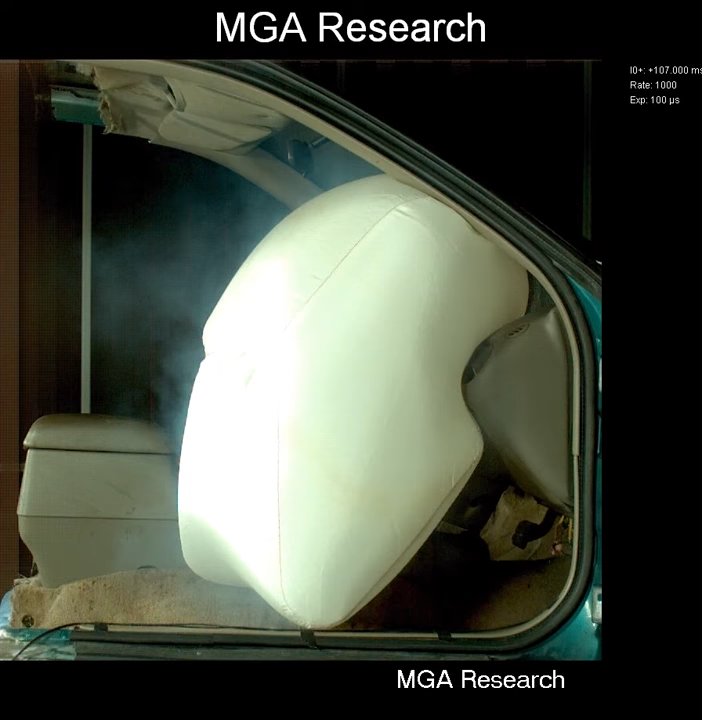 MGA Research
I0+: +107.000 ms
Rate: 1000
Exp: 100 µs
MGA Research